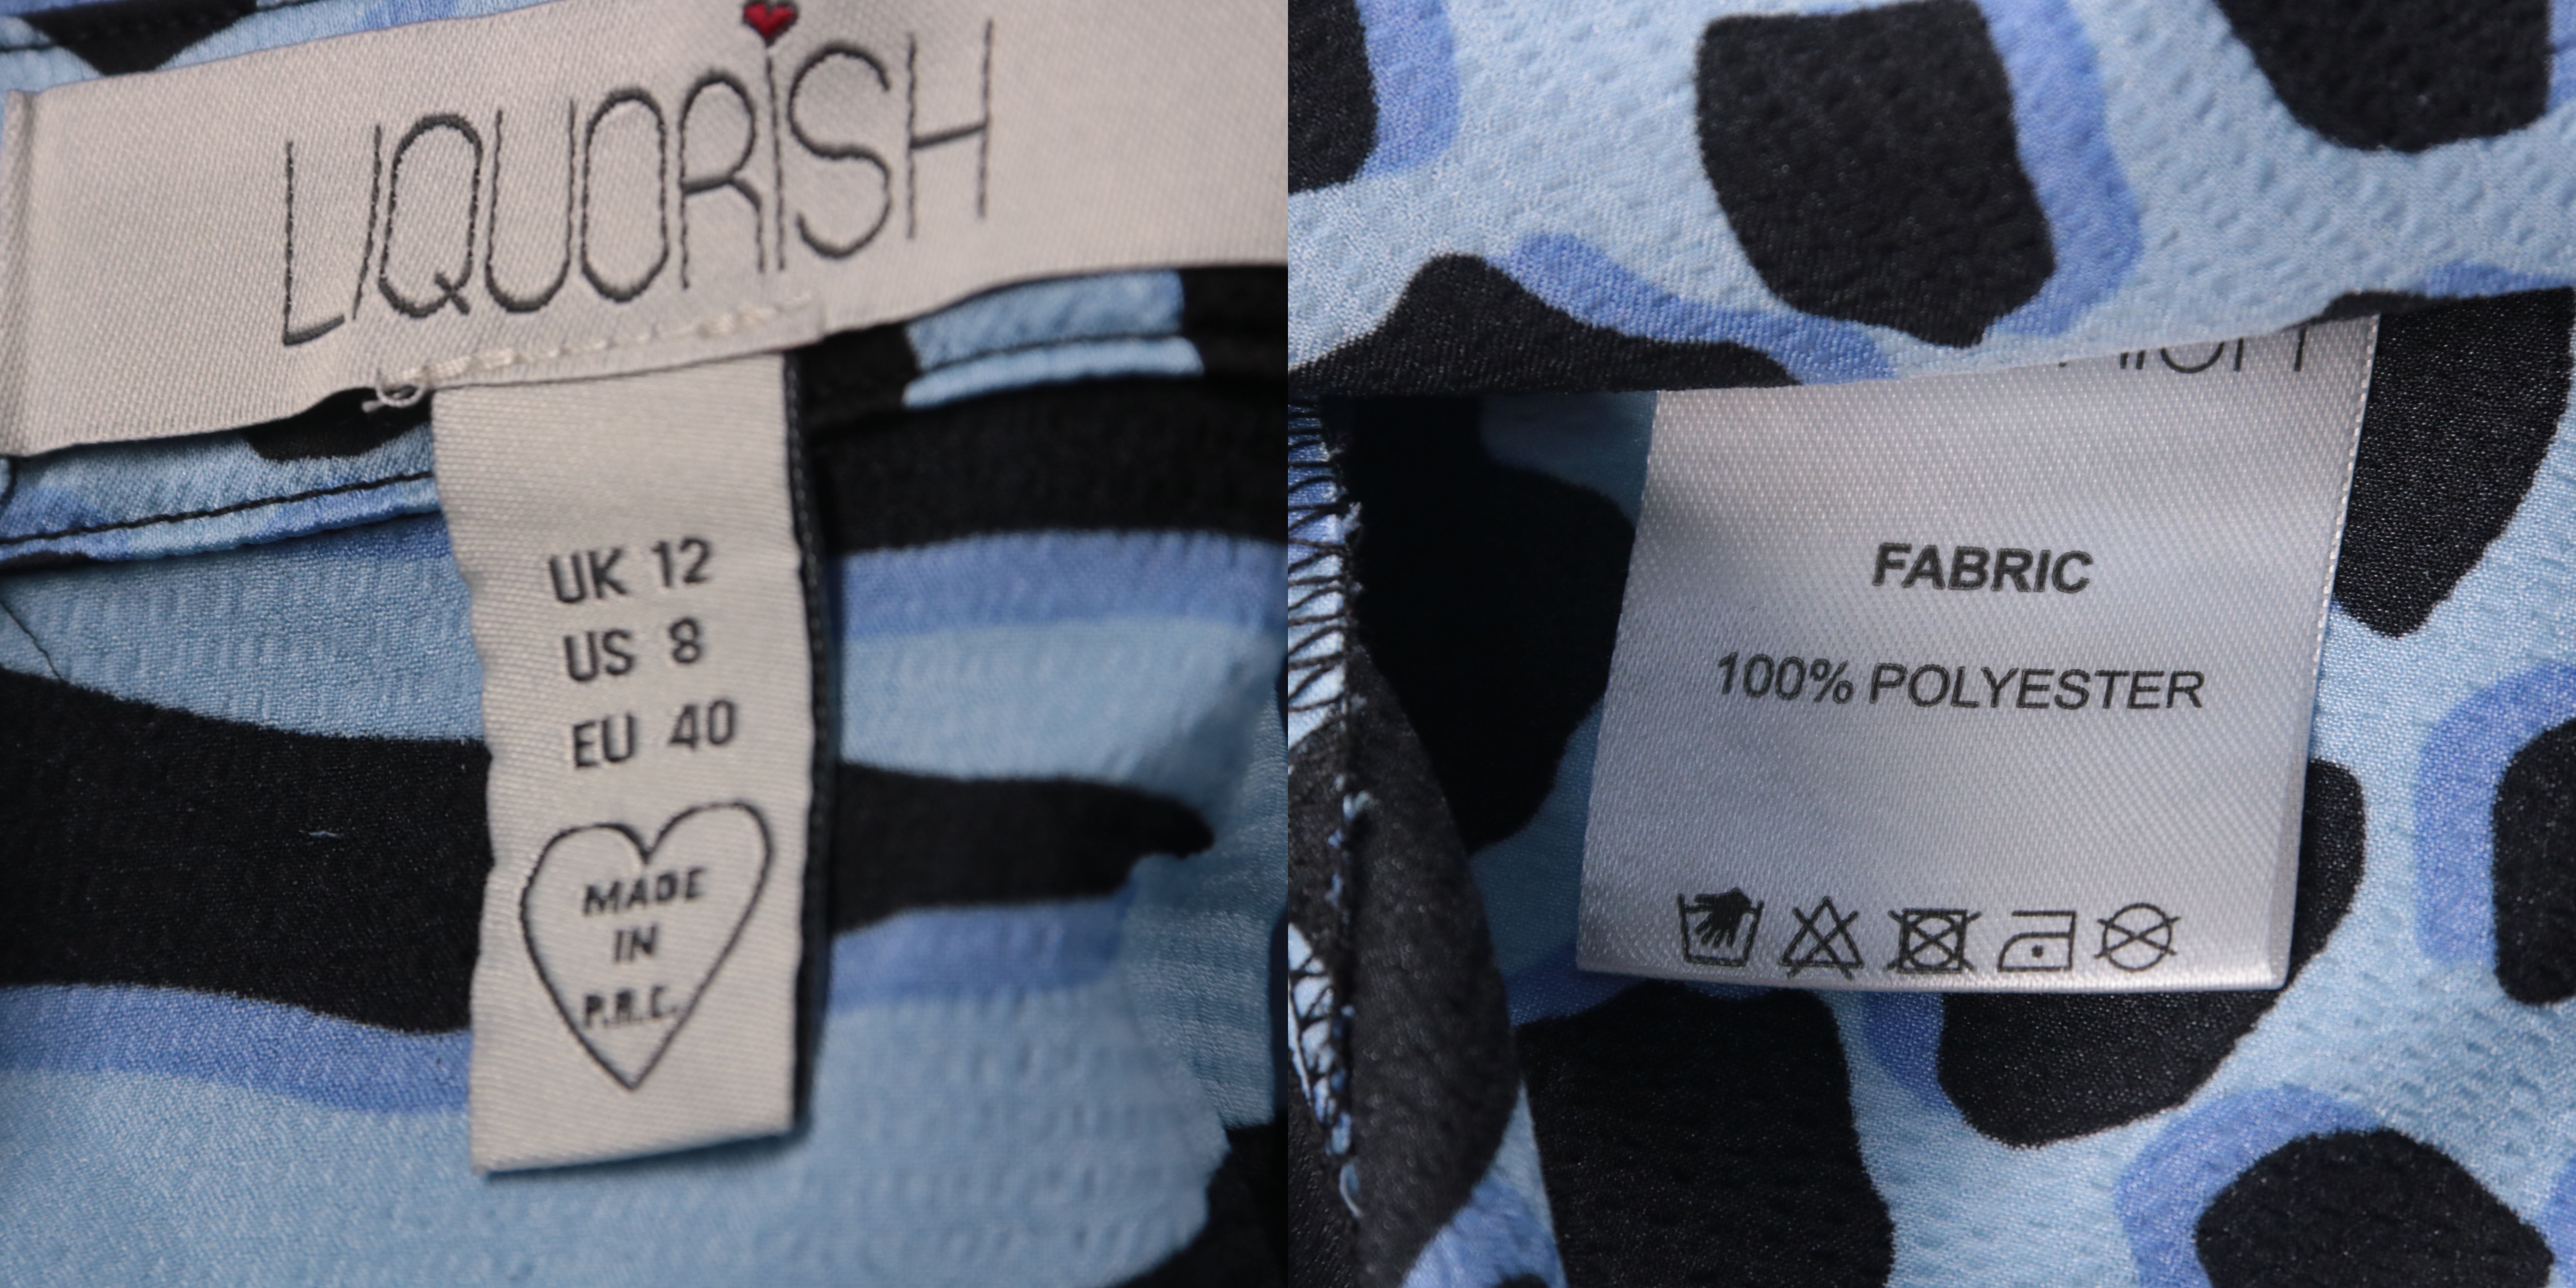 LIQUORISH
UK 12
US 8
EU 40
MADE
IN
P.R.C.
FABRIC
100% POLYESTER